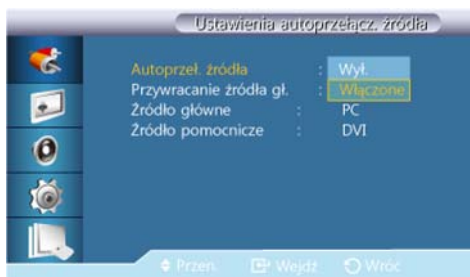 Ustawienia autoprzełącz. źródła
Autoprzeł. źródła : Wył.
Przywracanie źródła gł. : Włączone
Źródło główne : PC
Źródło pomocnicze : DVI
Przen. Wejdź Wróć